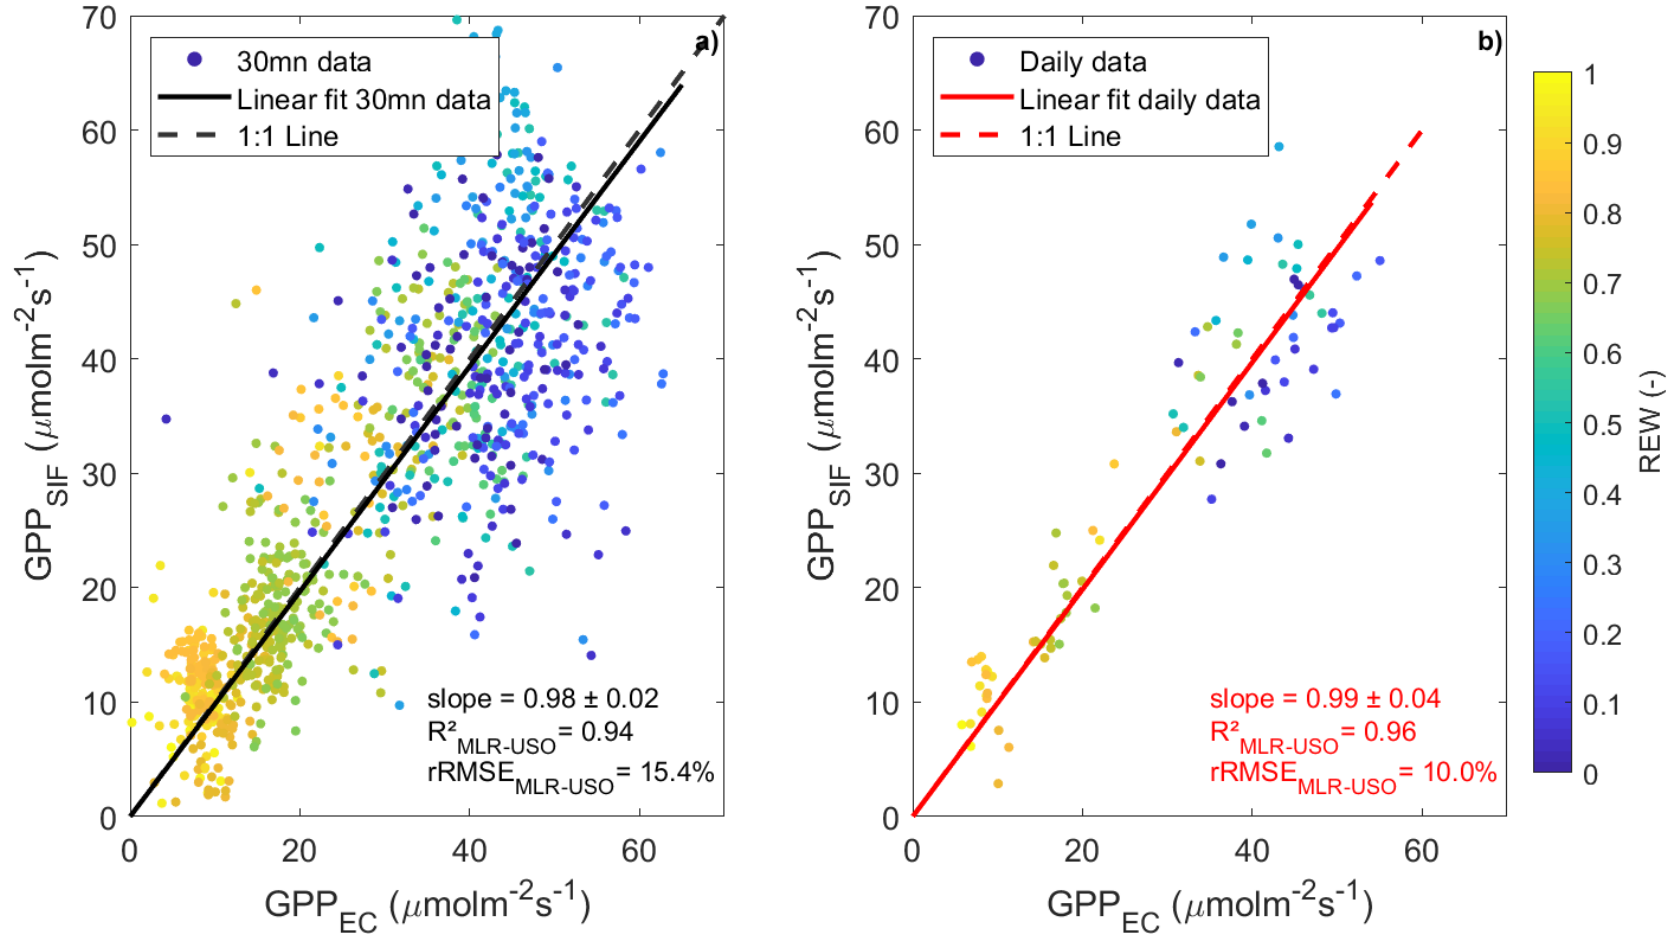 a)
30mn data
Linear fit 30mn data
1:1 Line
70
60
50
40
30
20
10
0
GPP_SIF (μmolm⁻²s⁻¹)
slope = 0.98 ± 0.02
R²_MLR-USO = 0.94
rRMSE_MLR-USO = 15.4%
0 20 40 60
GPP_EC (μmolm⁻²s⁻¹)
b)
Daily data
Linear fit daily data
1:1 Line
70
60
50
40
30
20
10
0
GPP_SIF (μmolm⁻²s⁻¹)
slope = 0.99 ± 0.04
R²_MLR-USO = 0.96
rRMSE_MLR-USO = 10.0%
0 20 40 60
GPP_EC (μmolm⁻²s⁻¹)
1
0.9
0.8
0.7
0.6
0.5
0.4
0.3
0.2
0.1
0
REW (-)